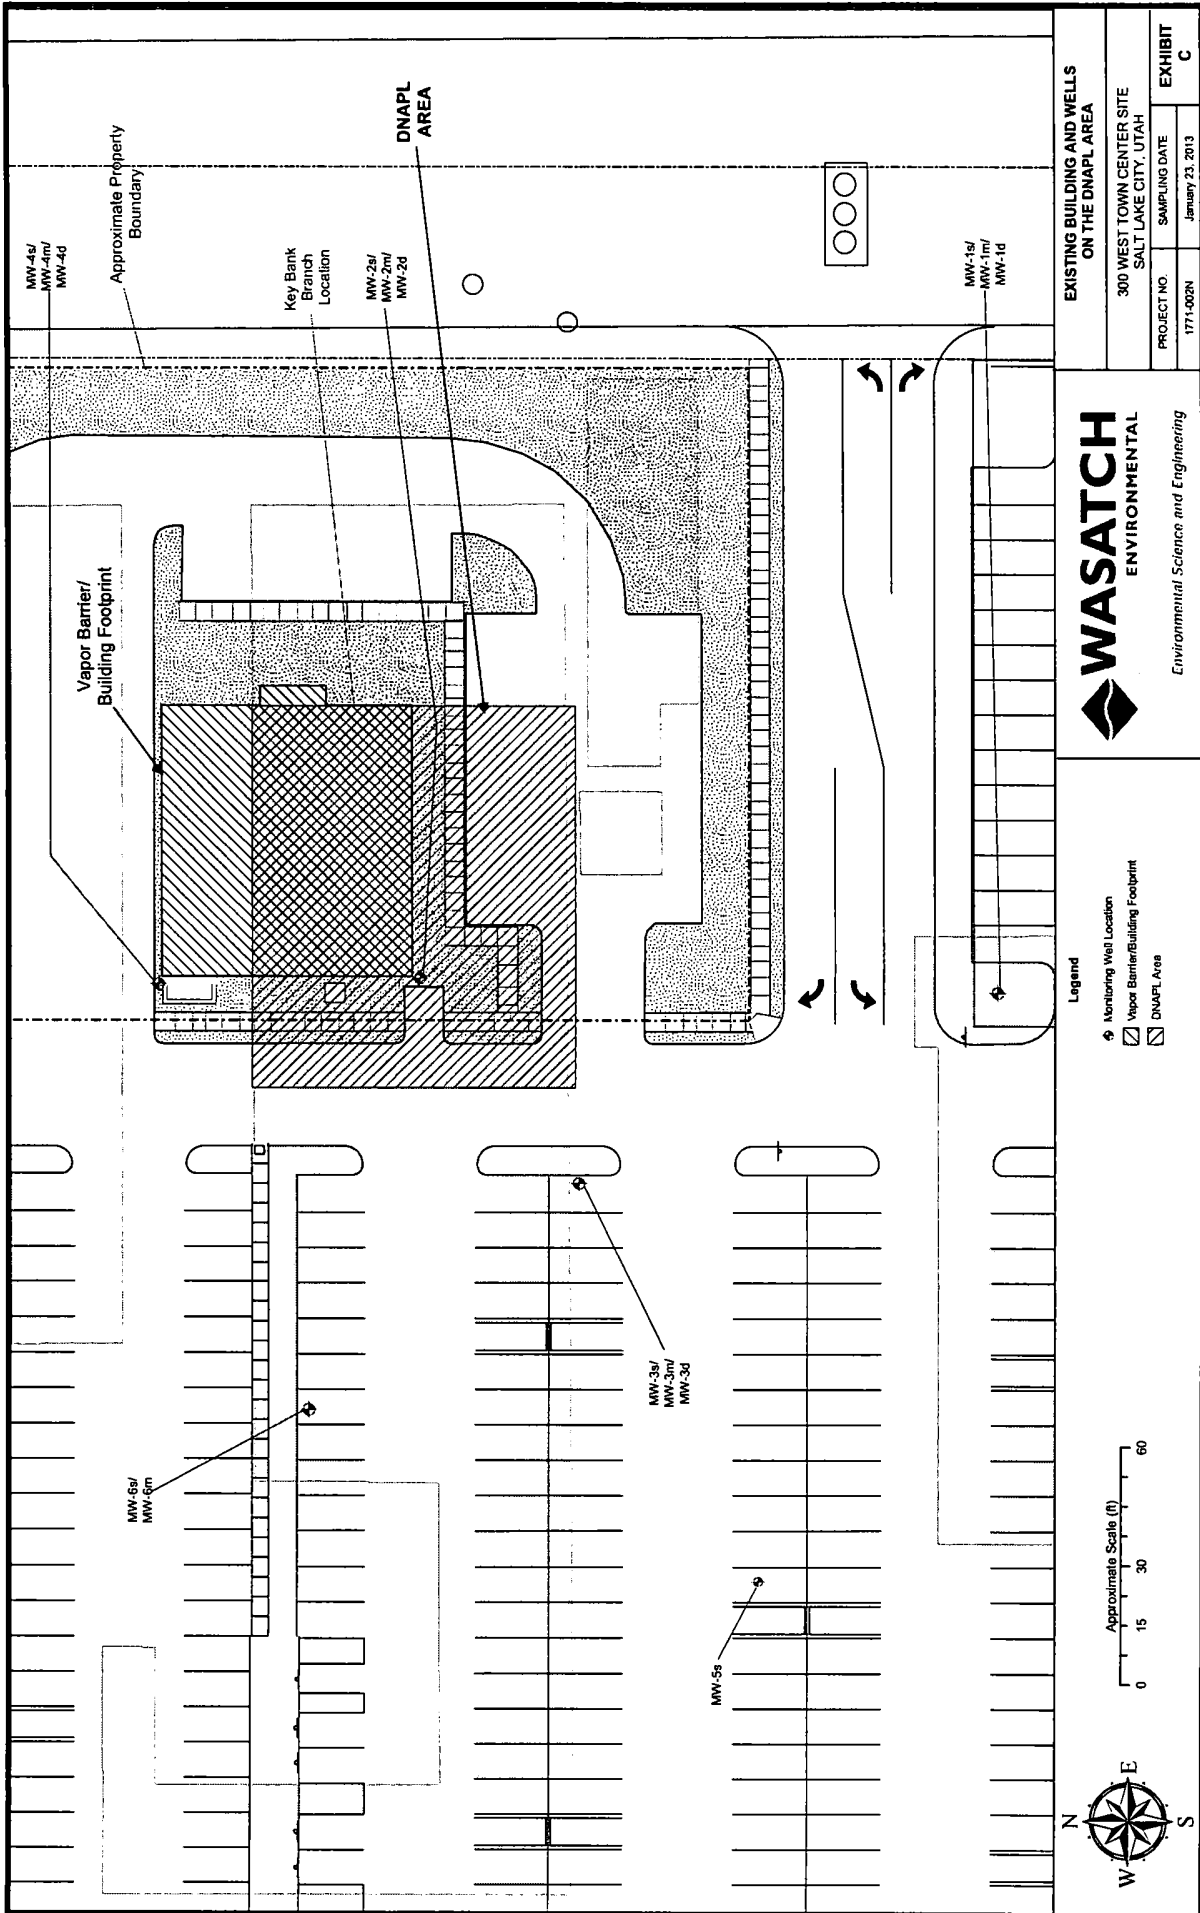 MW-4s/
MW-4m/
MW-4d
Approximate Property
Boundary
Vapor Barrier/
Building Footprint
Key Bank
Branch
Location
MW-2s/
MW-2m/
MW-2d
DNAPL
AREA
MW-1s/
MW-1m/
MW-1d
MW-6s/
MW-6m
MW-3s/
MW-3m/
MW-3d
MW-5s
N
W
E
S
Approximate Scale (ft)
0 15 30 60
Legend
Monitoring Well Location
Vapor Barrier/Building Footprint
DNAPL Area
WASATCH
ENVIRONMENTAL
Environmental Science and Engineering
EXISTING BUILDING AND WELLS
ON THE DNAPL AREA
300 WEST TOWN CENTER SITE
SALT LAKE CITY, UTAH
PROJECT NO.
1771-002N
SAMPLING DATE
January 23, 2013
EXHIBIT
C